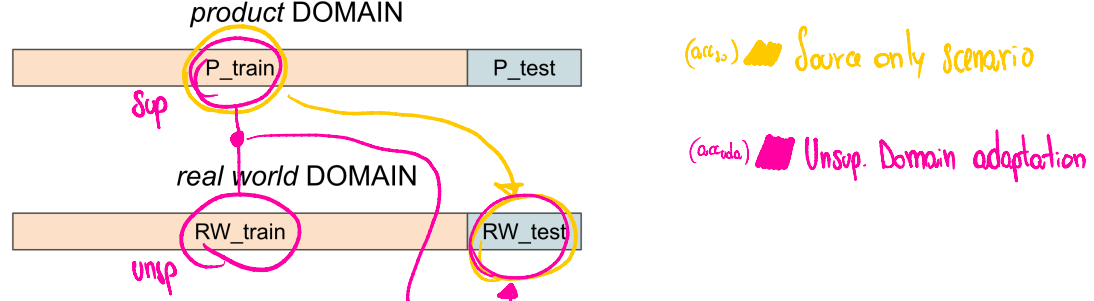 product DOMAIN
P_train
P_test
Sup
real world DOMAIN
RW_train
RW_test
unsp
(acc_so) Source only scenario
(acc_uda) Unsup. Domain adaptation